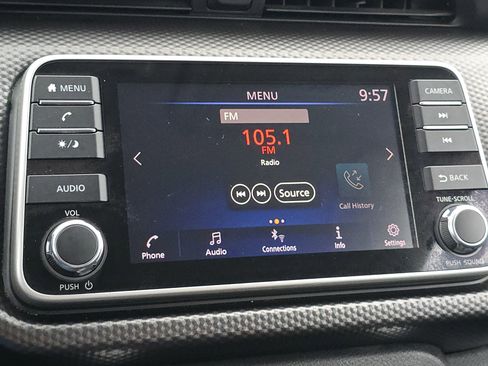 MENU
AUDIO
VOL
PUSH
MENU
9:57
FM
105.1
FM
Radio
Source
Call History
Phone
Audio
Connections
Info
Settings
CAMERA
BACK
TUNE·SCROLL
PUSH SOUND